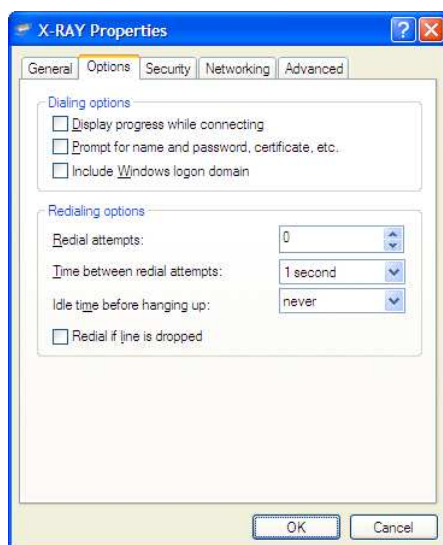 X-RAY Properties
General Options Security Networking Advanced
Dialing options
Display progress while connecting
Prompt for name and password, certificate, etc.
Include Windows logon domain
Redialing options
Redial attempts: 0
Time between redial attempts: 1 second
Idle time before hanging up: never
Redial if line is dropped
OK Cancel